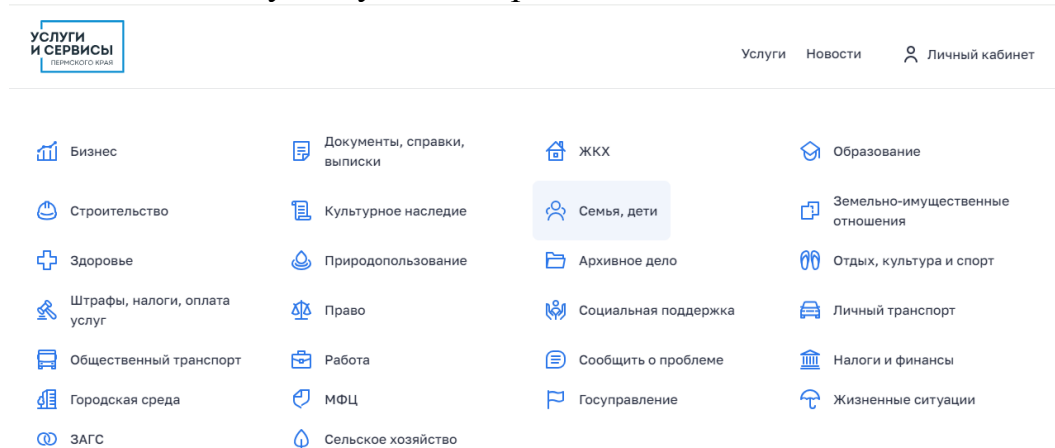 УСЛУГИ
И СЕРВИСЫ
ПЕРМСКОГО КРАЯ
Услуги Новости Личный кабинет
Бизнес
Документы, справки,
выписки
ЖКХ
Образование
Строительство
Культурное наследие
Семья, дети
Земельно-имущественные
отношения
Здоровье
Природопользование
Архивное дело
Отдых, культура и спорт
Штрафы, налоги, оплата
услуг
Право
Социальная поддержка
Личный транспорт
Общественный транспорт
Работа
Сообщить о проблеме
Налоги и финансы
Городская среда
МФЦ
Госуправление
Жизненные ситуации
ЗАГС
Сельское хозяйство